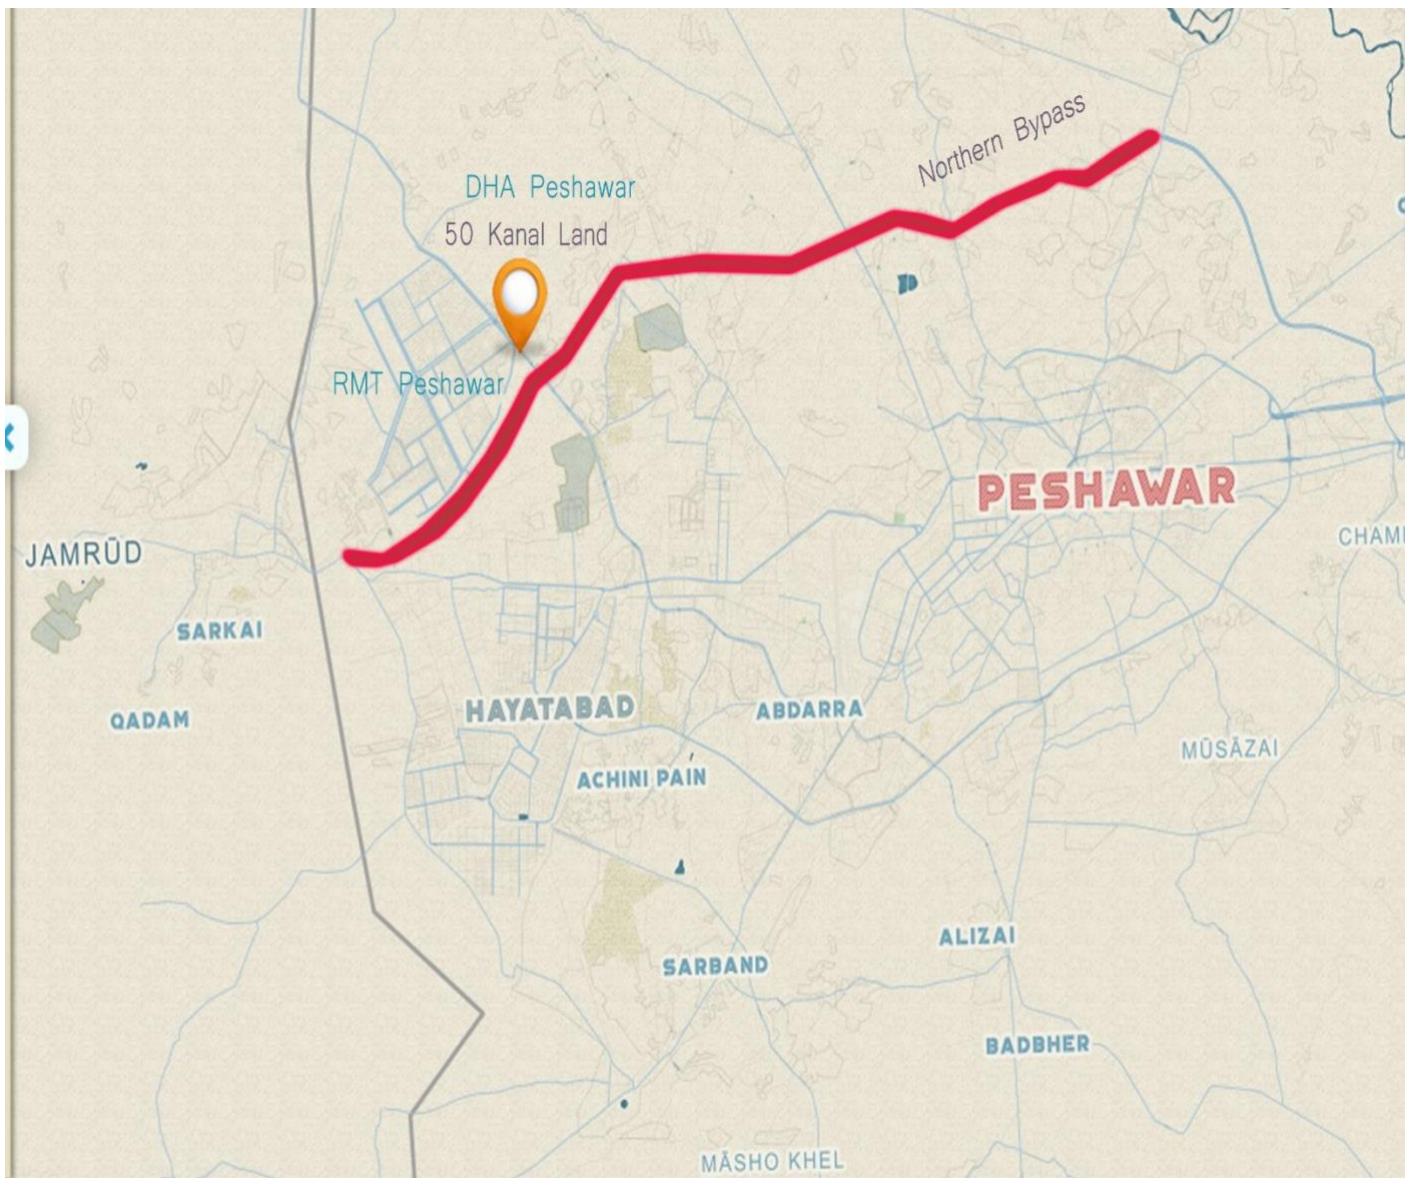 Northern Bypass
DHA Peshawar
50 Kanal Land
RMT Peshawar
PESHAWAR
JAMRŪD
SARKAI
QADAM
HAYATABAD
ABDARRA
MŪSĀZAI
ACHINI PAIN
ALIZAI
SARBAND
BADBHER
MĀSHO KHEL